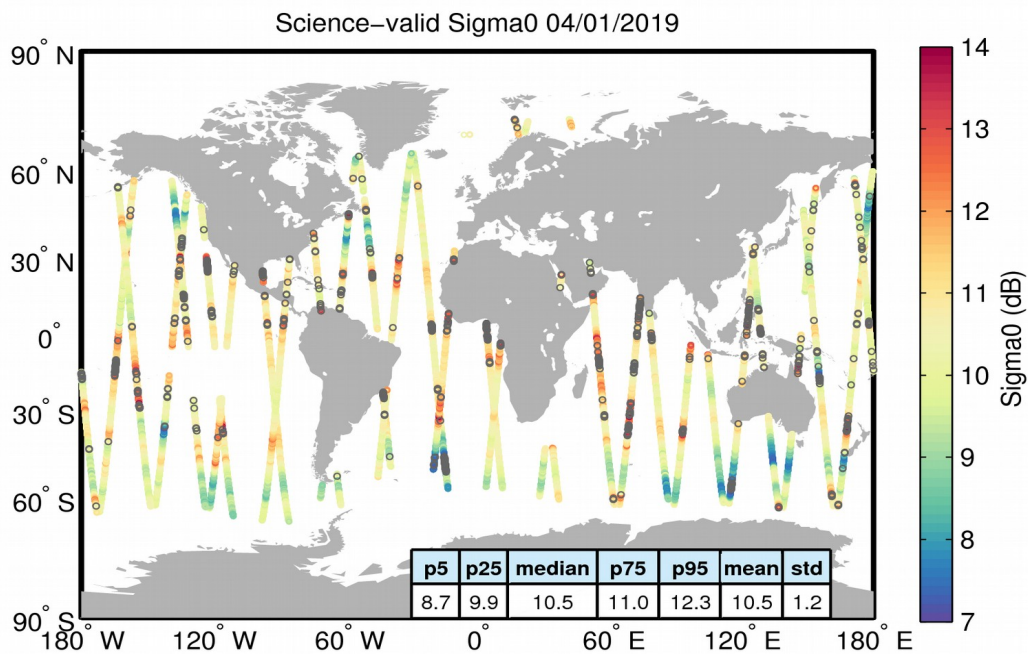 Science−valid Sigma0 04/01/2019
90° N
60° N
30° N
0°
30° S
60° S
90° S
180° W
120° W
60° W
0°
60° E
120° E
180° E
p5 p25 median p75 p95 mean std
8.7 9.9 10.5 11.0 12.3 10.5 1.2
14
13
12
11
10
9
8
7
Sigma0 (dB)